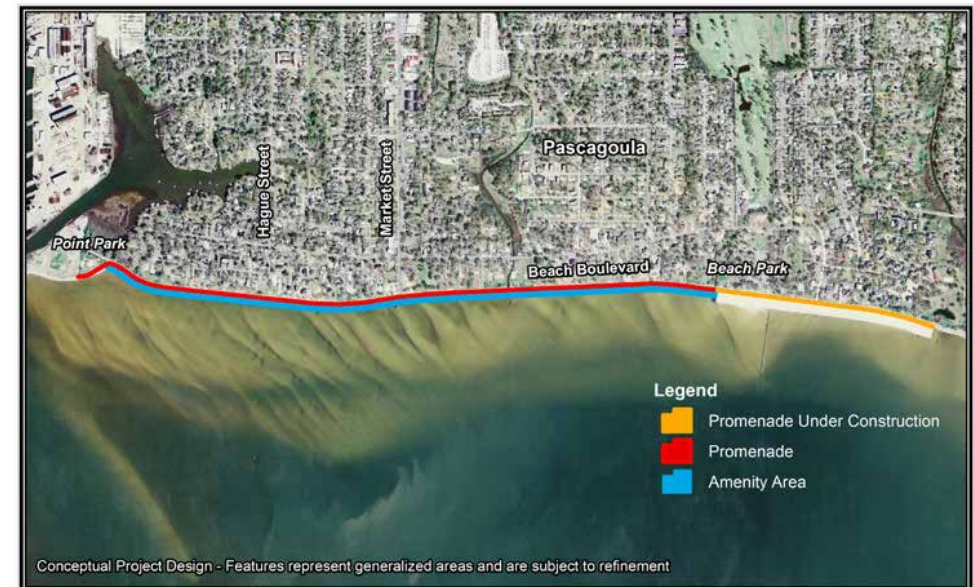 Pascagoula
Hague Street
Market Street
Point Park
Beach Boulevard
Beach Park
Legend
Promenade Under Construction
Promenade
Amenity Area
Conceptual Project Design - Features represent generalized areas and are subject to refinement